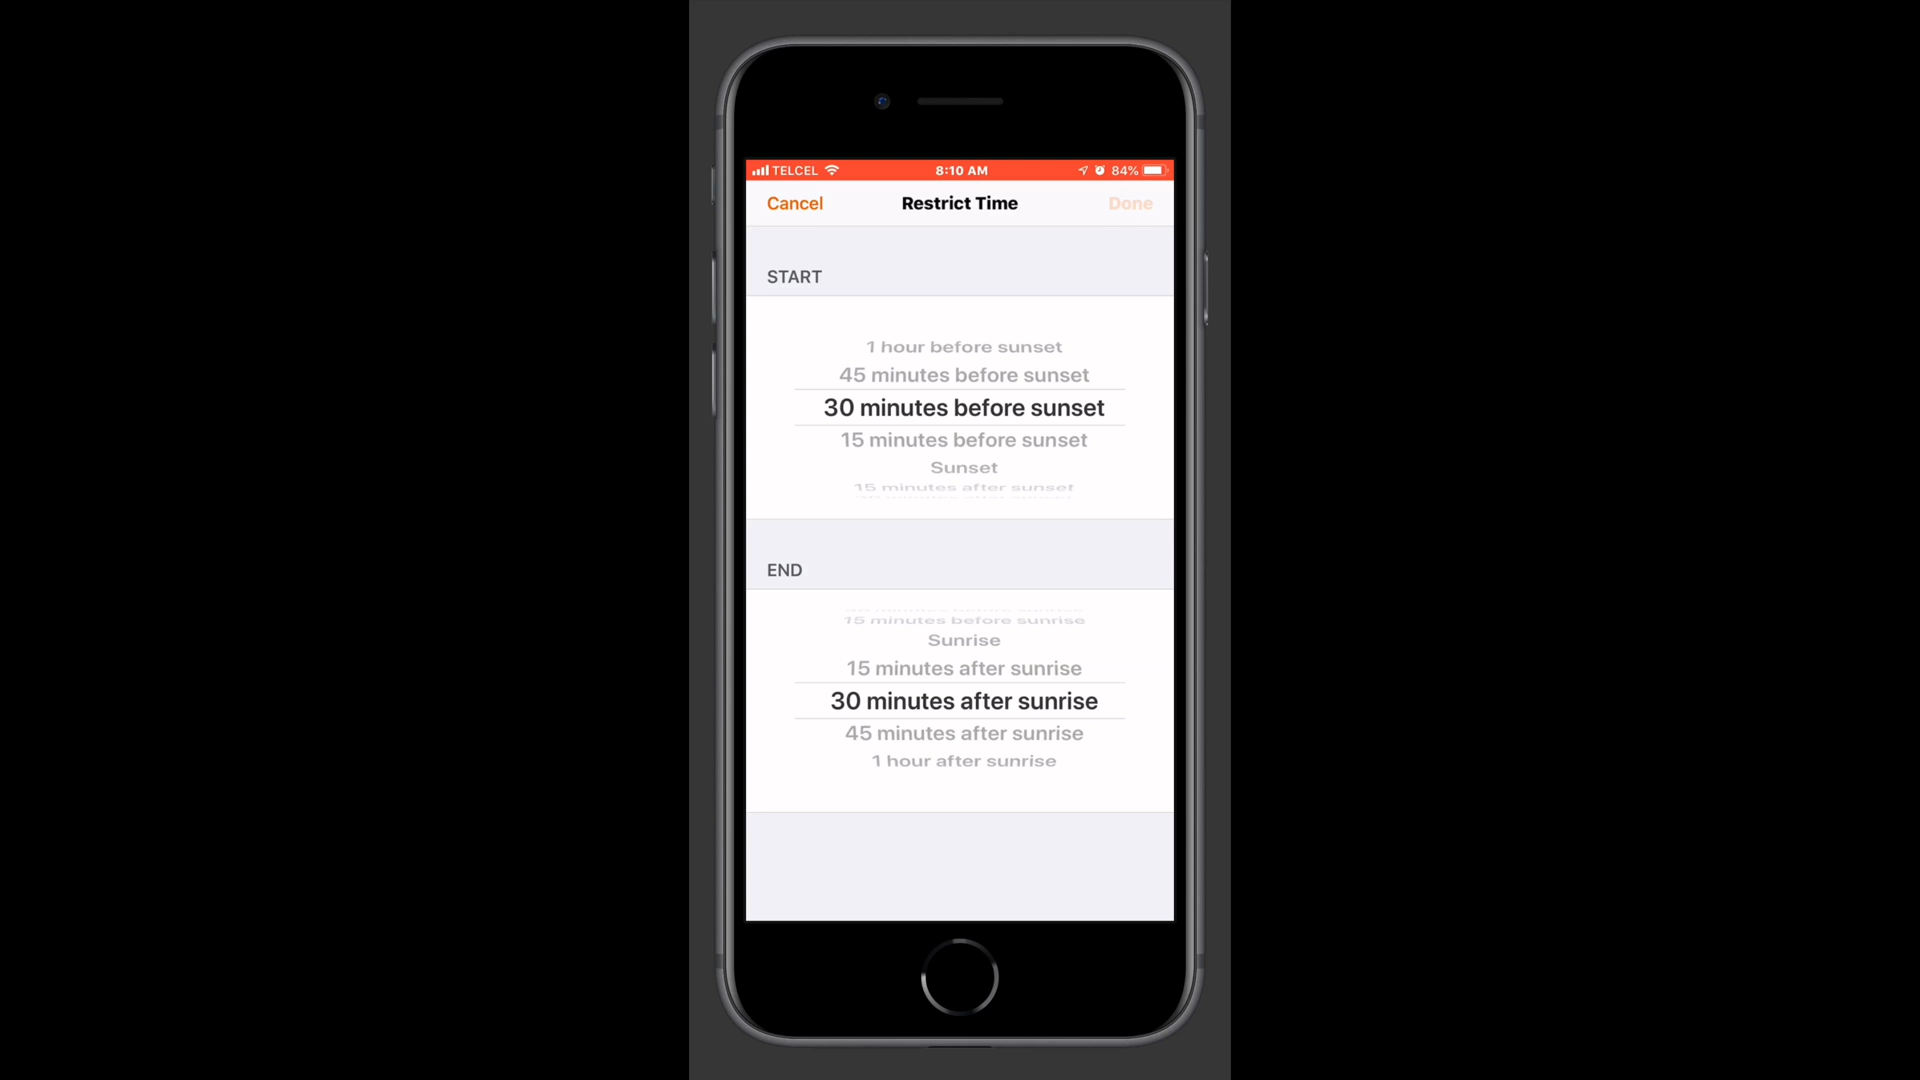 TELCEL 8:10 AM 84%
Cancel Restrict Time Done
START
1 hour before sunset
45 minutes before sunset
30 minutes before sunset
15 minutes before sunset
Sunset
15 minutes after sunset
END
15 minutes before sunrise
Sunrise
15 minutes after sunrise
30 minutes after sunrise
45 minutes after sunrise
1 hour after sunrise